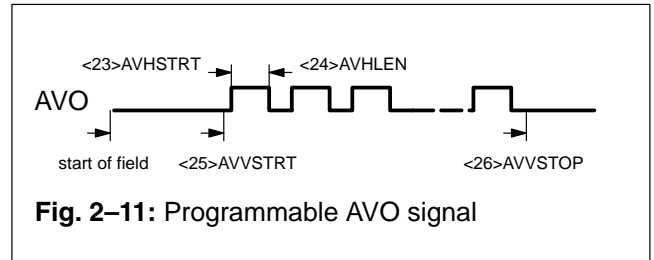 <23>AVHSTRT <24>AVHLEN
AVO
start of field <25>AVVSTRT <26>AVVSTOP
Fig. 2–11: Programmable AVO signal